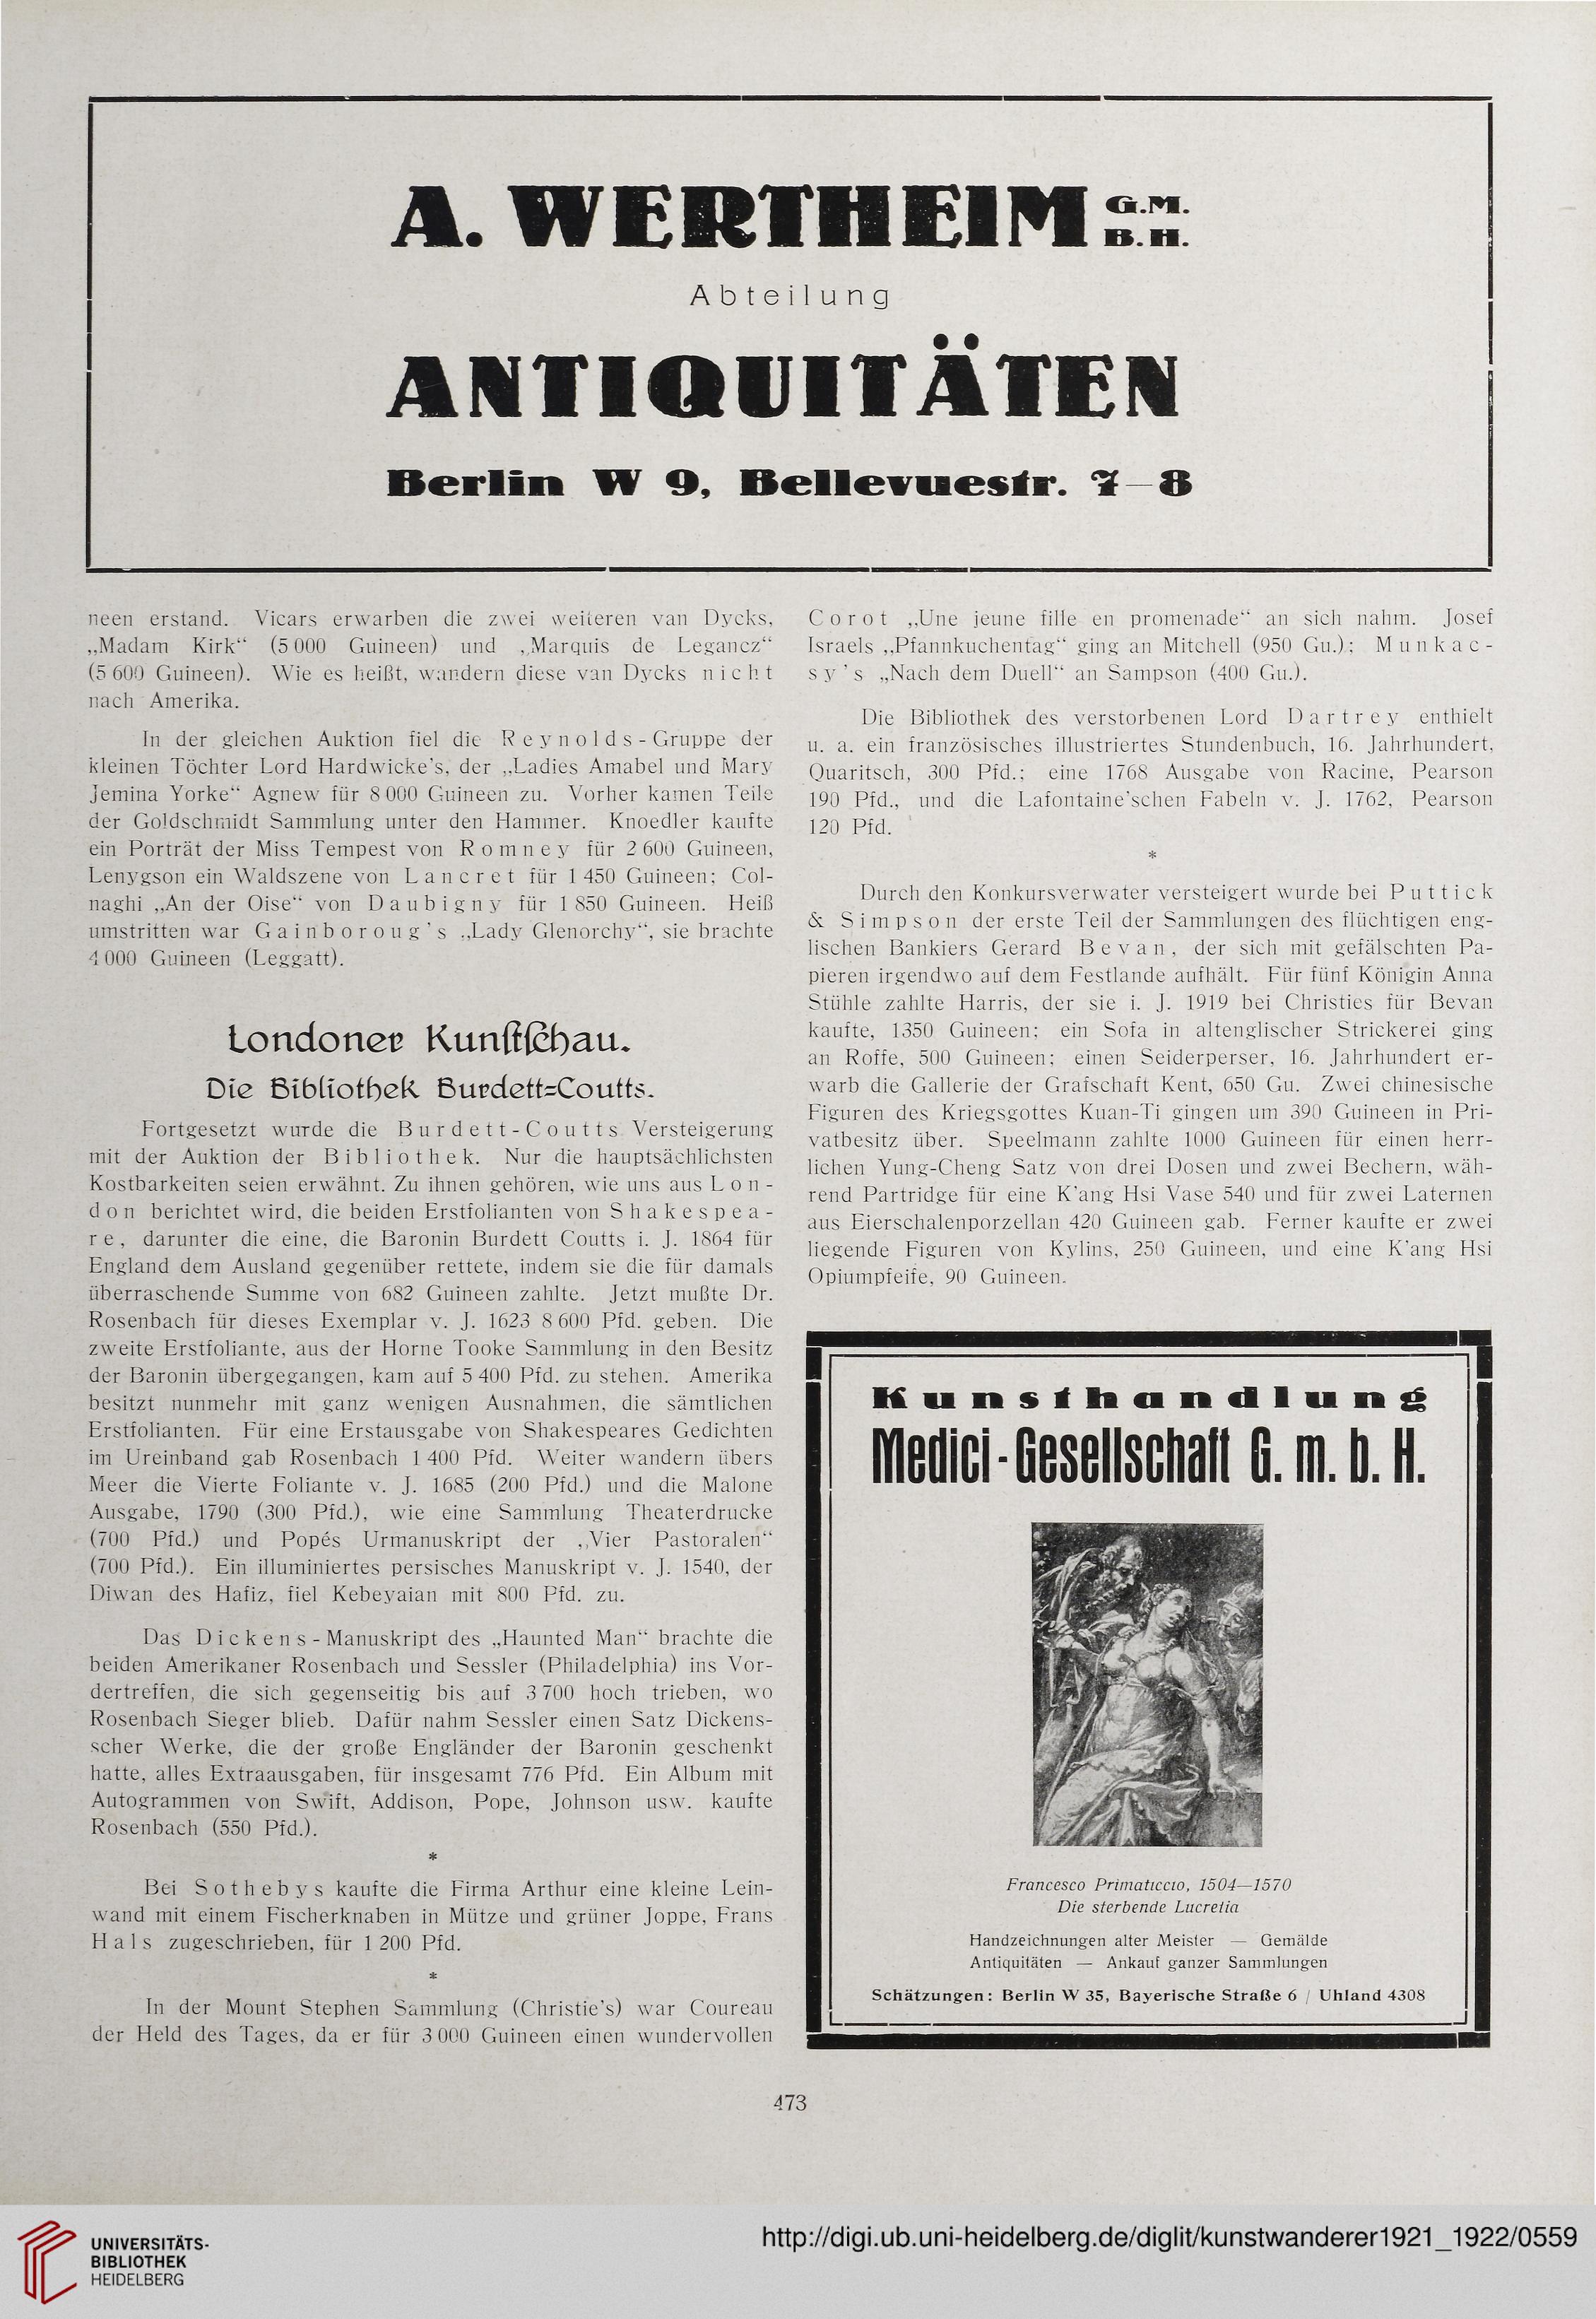 A. WERTHEIM G.M.B.H.
Abteilung
ANTIQUITÄTEN
Berlin W 9, Bellevuestr. 7—8
neen erstand. Vicars erwarben die zwei weiteren van Dycks,
„Madam Kirk“ (5 000 Guineen) und „Marquis de Legancz“
(5 600 Guineen). Wie es heißt, wandern diese van Dycks nicht
nach Amerika.
In der gleichen Auktion fiel die Reynolds-Gruppe der
kleinen Töchter Lord Hardwicke's, der „Ladies Amabel und Mary
Jemina Yorke“ Agnew für 8 000 Guineen zu. Vorher kamen Teile
der Goldschmidt Sammlung unter den Hammer. Knoedler kaufte
ein Porträt der Miss Tempest von Romney für 2 600 Guineen,
Lenygson ein Waldszene von Lancret für 1 450 Guineen; Col-
naghi „An der Oise“ von Daubigny für 1 850 Guineen. Heiß
umstritten war Gainboroug's „Lady Glenorchy“, sie brachte
4 000 Guineen (Leggatt).
Londoner Kunſtſchau.
Die Bibliothek Burdett=Coutts.
Fortgesetzt wurde die Burdett-Coutts Versteigerung
mit der Auktion der Bibliothek. Nur die hauptsächlichsten
Kostbarkeiten seien erwähnt. Zu ihnen gehören, wie uns aus Lon-
don berichtet wird, die beiden Erstfolianten von Shakespea-
re, darunter die eine, die Baronin Burdett Coutts i. J. 1864 für
England dem Ausland gegenüber rettete, indem sie die für damals
überraschende Summe von 682 Guineen zahlte. Jetzt mußte Dr.
Rosenbach für dieses Exemplar v. J. 1623 8 600 Pfd. geben. Die
zweite Erstfoliante, aus der Horne Tooke Sammlung in den Besitz
der Baronin übergegangen, kam auf 5 400 Pfd. zu stehen. Amerika
besitzt nunmehr mit ganz wenigen Ausnahmen, die sämtlichen
Erstfolianten. Für eine Erstausgabe von Shakespeares Gedichten
im Ureinband gab Rosenbach 1 400 Pfd. Weiter wandern übers
Meer die Vierte Foliante v. J. 1685 (200 Pfd.) und die Malone
Ausgabe, 1790 (300 Pfd.), wie eine Sammlung Theaterdrucke
(700 Pfd.) und Popés Urmanuskript der „Vier Pastoralen“
(700 Pfd.). Ein illuminiertes persisches Manuskript v. J. 1540, der
Diwan des Hafiz, fiel Kebeyaian mit 800 Pfd. zu.
Das Dickens-Manuskript des „Haunted Man“ brachte die
beiden Amerikaner Rosenbach und Sessler (Philadelphia) ins Vor-
dertreffen, die sich gegenseitig bis auf 3 700 hoch trieben, wo
Rosenbach Sieger blieb. Dafür nahm Sessler einen Satz Dickens-
scher Werke, die der große Engländer der Baronin geschenkt
hatte, alles Extraausgaben, für insgesamt 776 Pfd. Ein Album mit
Autogrammen von Swift, Addison, Pope, Johnson usw. kaufte
Rosenbach (550 Pfd.).
*
Bei Sothebys kaufte die Firma Arthur eine kleine Lein-
wand mit einem Fischerknaben in Mütze und grüner Joppe, Frans
Hals zugeschrieben, für 1 200 Pfd.
*
In der Mount Stephen Sammlung (Christie's) war Coureau
der Held des Tages, da er für 3 000 Guineen einen wundervollen
Corot „Une jeune fille en promenade“ an sich nahm. Josef
Israels „Pfannkuchentag“ ging an Mitchell (950 Gu.); Munkac-
sy's „Nach dem Duell“ an Sampson (400 Gu.).
Die Bibliothek des verstorbenen Lord Dartrey enthielt
u. a. ein französisches illustriertes Stundenbuch, 16. Jahrhundert,
Quaritsch, 300 Pfd.; eine 1768 Ausgabe von Racine, Pearson
190 Pfd., und die Lafontaine'schen Fabeln v. J. 1762, Pearson
120 Pfd.
*
Durch den Konkursverwater versteigert wurde bei Puttick
& Simpson der erste Teil der Sammlungen des flüchtigen eng-
lischen Bankiers Gerard Bevan, der sich mit gefälschten Pa-
pieren irgendwo auf dem Festlande aufhält. Für fünf Königin Anna
Stühle zahlte Harris, der sie i. J. 1919 bei Christies für Bevan
kaufte, 1350 Guineen; ein Sofa in altenglischer Strickerei ging
an Roffe, 500 Guineen; einen Seiderperser, 16. Jahrhundert er-
warb die Gallerie der Grafschaft Kent, 650 Gu. Zwei chinesische
Figuren des Kriegsgottes Kuan-Ti gingen um 390 Guineen in Pri-
vatbesitz über. Speelmann zahlte 1000 Guineen für einen herr-
lichen Yung-Cheng Satz von drei Dosen und zwei Bechern, wäh-
rend Partridge für eine K'ang Hsi Vase 540 und für zwei Laternen
aus Eierschalenporzellan 420 Guineen gab. Ferner kaufte er zwei
liegende Figuren von Kylins, 250 Guineen, und eine K'ang Hsi
Opiumpfeife, 90 Guineen.
Kunsthandlung
Medici-Gesellschaft G. m. b. H.
Francesco Primaticcio, 1504—1570
Die sterbende Lucretia
Handzeichnungen alter Meister — Gemälde
Antiquitäten — Ankauf ganzer Sammlungen
Schätzungen: Berlin W 35, Bayerische Straße 6 / Uhland 4308
473
UNIVERSITÄTS-
BIBLIOTHEK
HEIDELBERG
http://digi.ub.uni-heidelberg.de/diglit/kunstwanderer1921_1922/0559